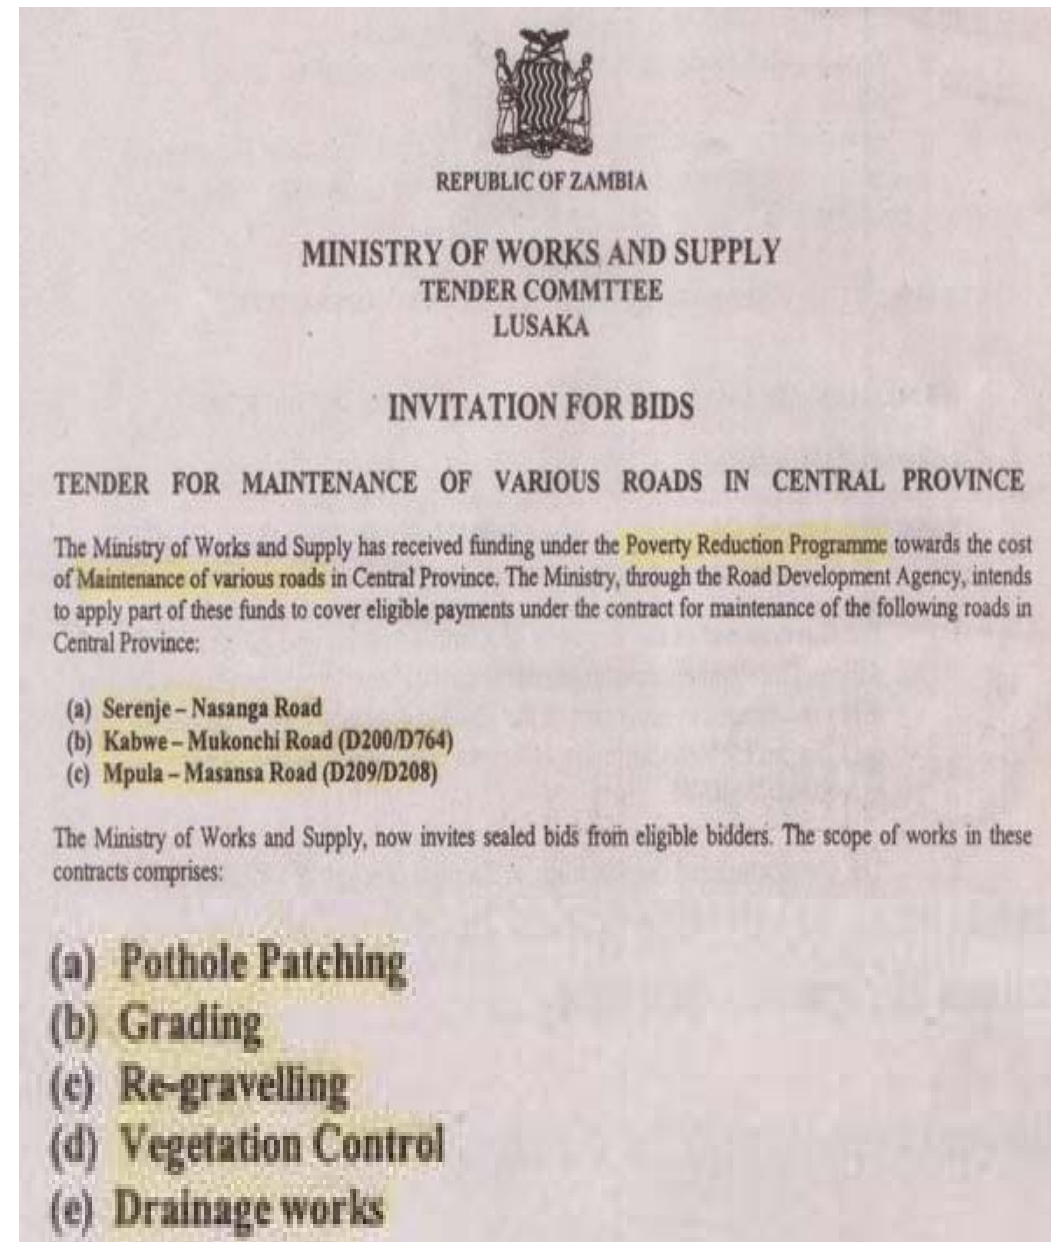 REPUBLIC OF ZAMBIA
MINISTRY OF WORKS AND SUPPLY
TENDER COMMTTEE
LUSAKA
INVITATION FOR BIDS
TENDER FOR MAINTENANCE OF VARIOUS ROADS IN CENTRAL PROVINCE
The Ministry of Works and Supply has received funding under the Poverty Reduction Programme towards the cost
of Maintenance of various roads in Central Province. The Ministry, through the Road Development Agency, intends
to apply part of these funds to cover eligible payments under the contract for maintenance of the following roads in
Central Province:
(a) Serenje – Nasanga Road
(b) Kabwe – Mukonchi Road (D200/D764)
(c) Mpula – Masansa Road (D209/D208)
The Ministry of Works and Supply, now invites sealed bids from eligible bidders. The scope of works in these
contracts comprises:
(a) Pothole Patching
(b) Grading
(c) Re-gravelling
(d) Vegetation Control
(e) Drainage works